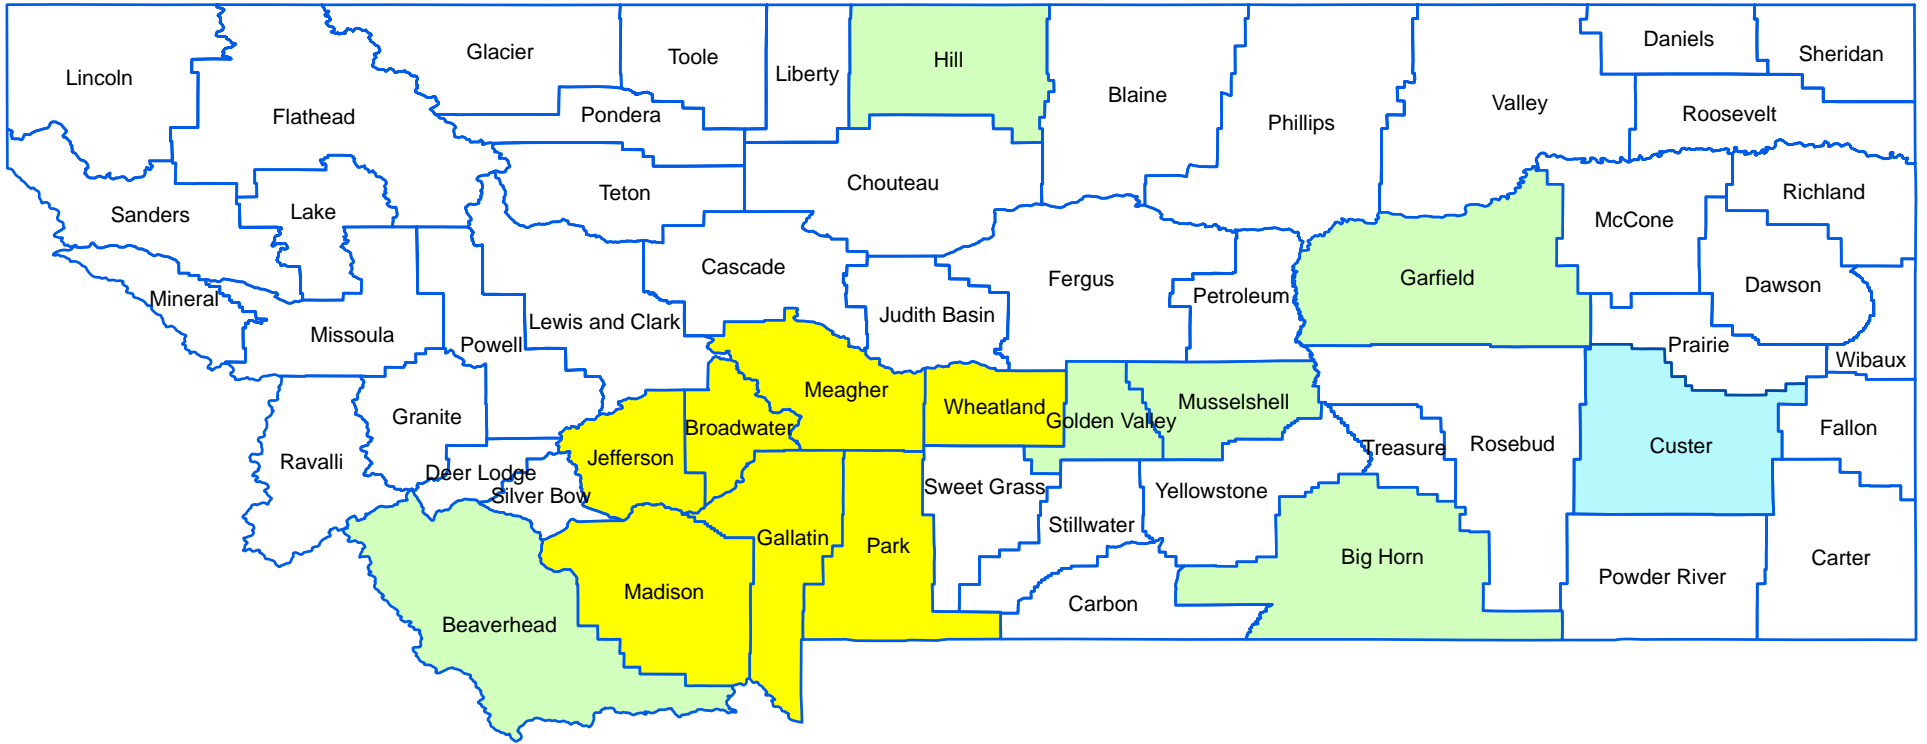 Glacier
Toole
Liberty
Hill
Blaine
Phillips
Valley
Daniels
Sheridan
Lincoln
Flathead
Pondera
Roosevelt
Sanders
Lake
Teton
Chouteau
McCone
Richland
Mineral
Missoula
Powell
Lewis and Clark
Cascade
Judith Basin
Fergus
Petroleum
Garfield
Dawson
Prairie
Wibaux
Ravalli
Granite
Deer Lodge
Silver Bow
Jefferson
Broadwater
Meagher
Wheatland
Golden Valley
Musselshell
Treasure
Rosebud
Custer
Fallon
Beaverhead
Madison
Gallatin
Park
Sweet Grass
Stillwater
Yellowstone
Carbon
Big Horn
Powder River
Carter